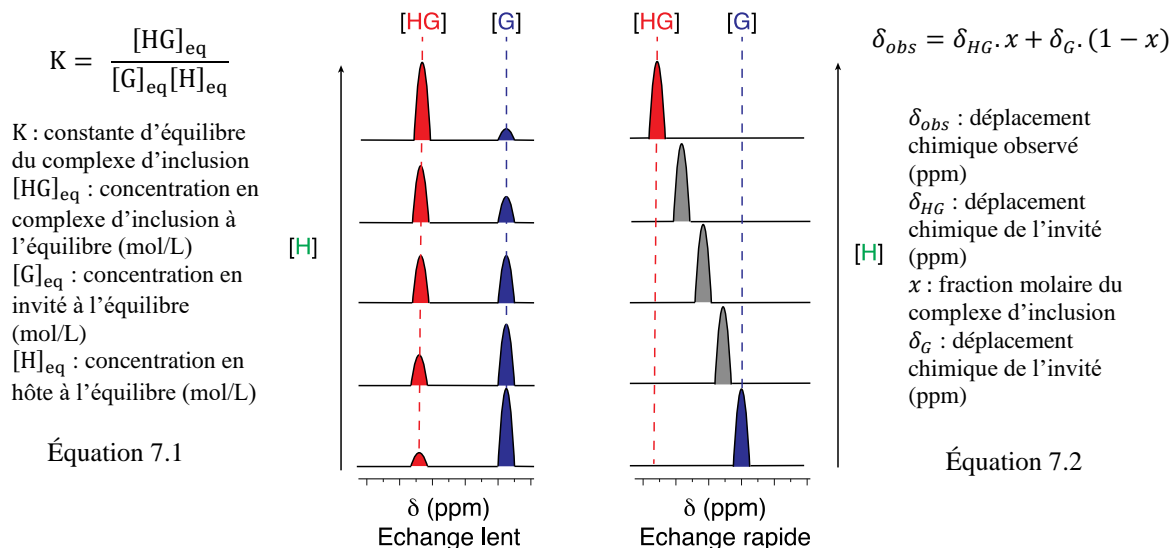 K = [HG]eq / [G]eq[H]eq
K : constante d’équilibre
du complexe d’inclusion
[HG]eq : concentration en
complexe d’inclusion à
l’équilibre (mol/L)
[G]eq : concentration en
invité à l’équilibre
(mol/L)
[H]eq : concentration en
hôte à l’équilibre (mol/L)
Équation 7.1
[HG] [G]
[H]
δ (ppm)
Echange lent
[HG] [G]
[H]
δ (ppm)
Echange rapide
δobs = δHG. x + δG. (1 − x)
δobs : déplacement
chimique observé
(ppm)
δHG : déplacement
chimique de l’invité
(ppm)
x : fraction molaire du
complexe d’inclusion
δG : déplacement
chimique de l’invité
(ppm)
Équation 7.2